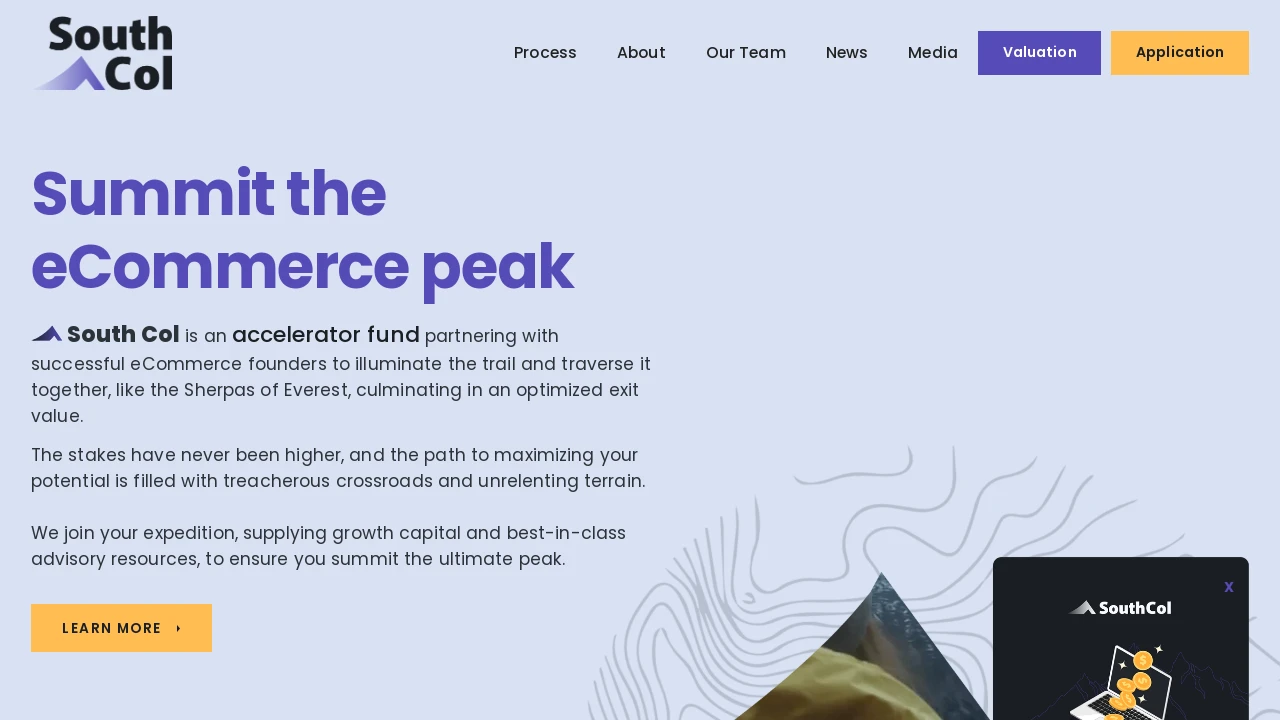 South
Col
Process
About
Our Team
News
Media
Valuation
Application
Summit the
eCommerce peak
South Col is an accelerator fund partnering with
successful eCommerce founders to illuminate the trail and traverse it
together, like the Sherpas of Everest, culminating in an optimized exit
value.
The stakes have never been higher, and the path to maximizing your
potential is filled with treacherous crossroads and unrelenting terrain.
We join your expedition, supplying growth capital and best-in-class
advisory resources, to ensure you summit the ultimate peak.
LEARN MORE
X
SouthCol